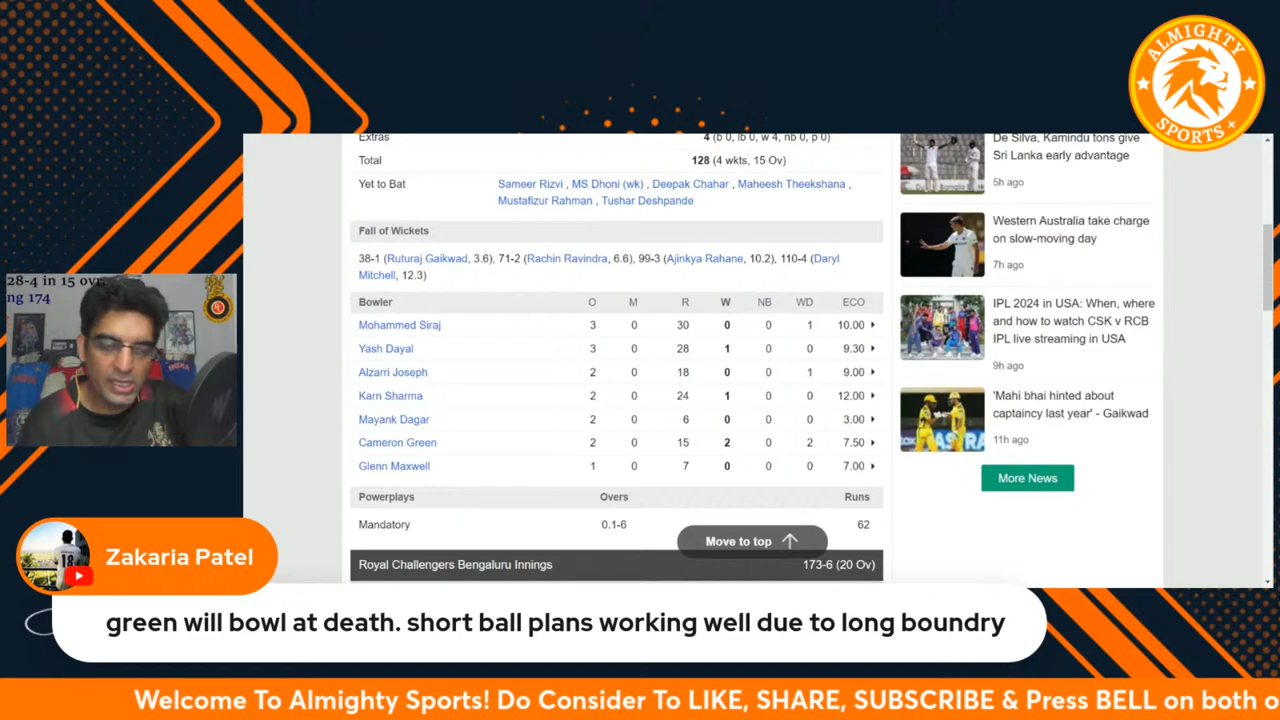 ALMIGHTY
SPORTS+
Extras 4 (b 0, lb 0, w 4, nb 0, p 0)
Total 128 (4 wkts, 15 Ov)
Yet to Bat Sameer Rizvi , MS Dhoni (wk) , Deepak Chahar , Maheesh Theekshana ,
Mustafizur Rahman , Tushar Deshpande
Fall of Wickets
38-1 (Ruturaj Gaikwad, 3.6), 71-2 (Rachin Ravindra, 6.6), 99-3 (Ajinkya Rahane, 10.2), 110-4 (Daryl
Mitchell, 12.3)
Bowler O M R W NB WD ECO
Mohammed Siraj 3 0 30 0 0 1 10.00
Yash Dayal 3 0 28 1 0 0 9.30
Alzarri Joseph 2 0 18 0 0 1 9.00
Karn Sharma 2 0 24 1 0 0 12.00
Mayank Dagar 2 0 6 0 0 0 3.00
Cameron Green 2 0 15 2 0 2 7.50
Glenn Maxwell 1 0 7 0 0 0 7.00
Powerplays Overs Runs
Mandatory 0.1-6 62
Move to top
Royal Challengers Bengaluru Innings 173-6 (20 Ov)
De Silva, Kamindu tons give
Sri Lanka early advantage
5h ago
Western Australia take charge
on slow-moving day
7h ago
IPL 2024 in USA: When, where
and how to watch CSK v RCB
IPL live streaming in USA
9h ago
'Mahi bhai hinted about
captaincy last year' - Gaikwad
11h ago
More News
28-4 in 15 ovr
ng 174
Zakaria Patel
green will bowl at death. short ball plans working well due to long boundry
Welcome To Almighty Sports! Do Consider To LIKE, SHARE, SUBSCRIBE & Press BELL on both o